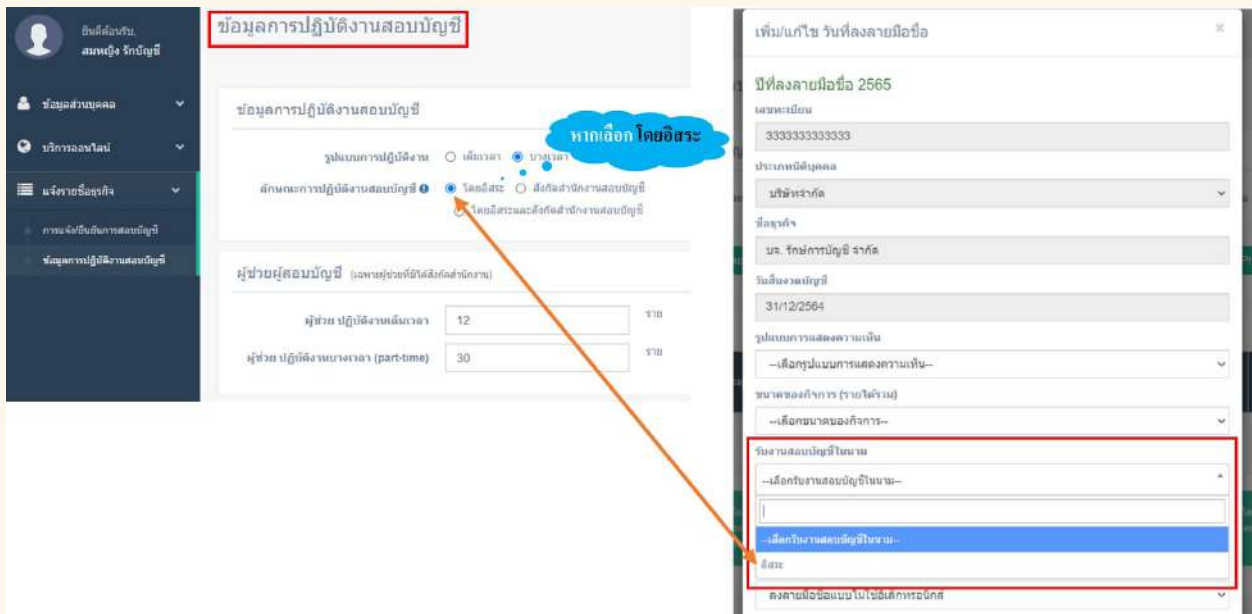 ยินดีต้อนรับ,
สมหญิง รักบัญชี
ข้อมูลส่วนบุคคล
บริการออนไลน์
แจ้งรายชื่อธุรกิจ
การแจ้ง/ยืนยันการสอบบัญชี
ข้อมูลการปฏิบัติงานสอบบัญชี
ข้อมูลการปฏิบัติงานสอบบัญชี
ข้อมูลการปฏิบัติงานสอบบัญชี
หากเลือก โดยอิสระ
รูปแบบการปฏิบัติงาน เต็มเวลา บางเวลา
ลักษณะการปฏิบัติงานสอบบัญชี โดยอิสระ สังกัดสำนักงานสอบบัญชี
โดยอิสระและสังกัดสำนักงานสอบบัญชี
ผู้ช่วยผู้สอบบัญชี (เฉพาะผู้ช่วยที่มิได้สังกัดสำนักงาน)
ผู้ช่วย ปฏิบัติงานเต็มเวลา 12 ราย
ผู้ช่วย ปฏิบัติงานบางเวลา (part-time) 30 ราย
เพิ่ม/แก้ไข วันที่ลงลายมือชื่อ ×
ปีที่ลงลายมือชื่อ 2565
เลขทะเบียน
3333333333333
ประเภทนิติบุคคล
บริษัทจำกัด
ชื่อธุรกิจ
บจ. รักษ์การบัญชี จำกัด
วันสิ้นงวดบัญชี
31/12/2564
รูปแบบการแสดงความเห็น
--เลือกรูปแบบการแสดงความเห็น--
ขนาดของกิจการ (รายได้รวม)
--เลือกขนาดของกิจการ--
รับงานสอบบัญชีในนาม
--เลือกรับงานสอบบัญชีในนาม--
--เลือกรับงานสอบบัญชีในนาม--
อิสระ
ลงลายมือชื่อแบบไม่ใช้อิเล็กทรอนิกส์